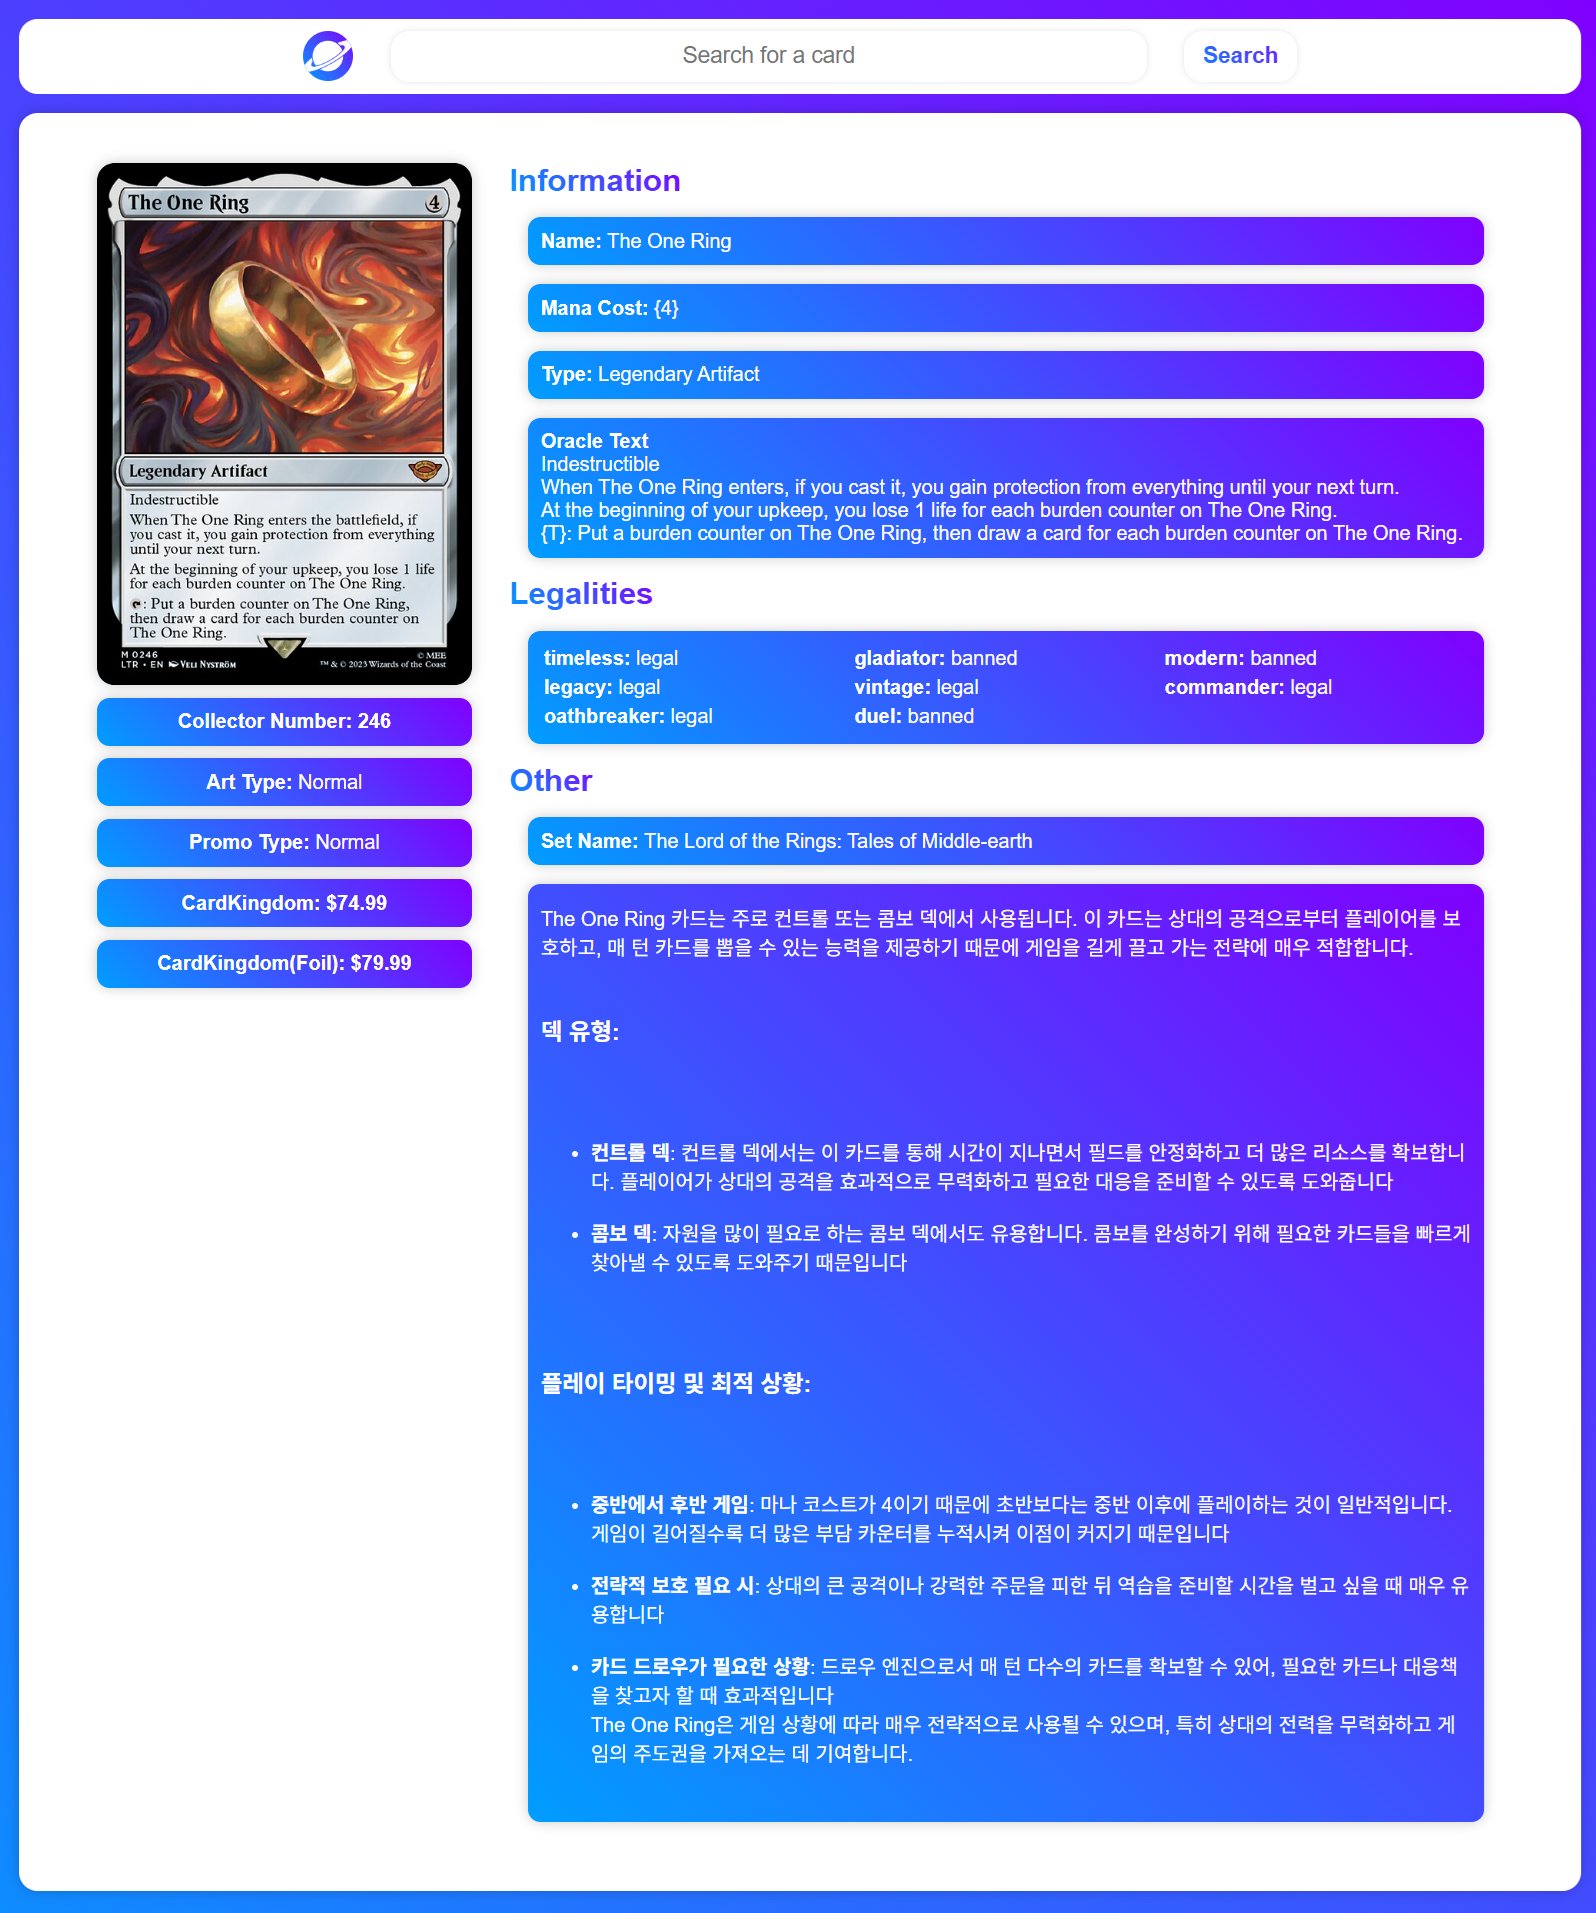 Search for a card
Search
The One Ring
4
Legendary Artifact
Indestructible
When The One Ring enters the battlefield, if
you cast it, you gain protection from everything
until your next turn.
At the beginning of your upkeep, you lose 1 life
for each burden counter on The One Ring.
: Put a burden counter on The One Ring,
then draw a card for each burden counter on
The One Ring.
M 0246
LTR • EN VELI NYSTRÖM
© MEE
™ & © 2023 Wizards of the Coast
Collector Number: 246
Art Type: Normal
Promo Type: Normal
CardKingdom: $74.99
CardKingdom(Foil): $79.99
Information
Name: The One Ring
Mana Cost: {4}
Type: Legendary Artifact
Oracle Text
Indestructible
When The One Ring enters, if you cast it, you gain protection from everything until your next turn.
At the beginning of your upkeep, you lose 1 life for each burden counter on The One Ring.
{T}: Put a burden counter on The One Ring, then draw a card for each burden counter on The One Ring.
Legalities
timeless: legal gladiator: banned modern: banned
legacy: legal vintage: legal commander: legal
oathbreaker: legal duel: banned
Other
Set Name: The Lord of the Rings: Tales of Middle-earth
The One Ring 카드는 주로 컨트롤 또는 콤보 덱에서 사용됩니다. 이 카드는 상대의 공격으로부터 플레이어를 보
호하고, 매 턴 카드를 뽑을 수 있는 능력을 제공하기 때문에 게임을 길게 끌고 가는 전략에 매우 적합합니다.
덱 유형:
• 컨트롤 덱: 컨트롤 덱에서는 이 카드를 통해 시간이 지나면서 필드를 안정화하고 더 많은 리소스를 확보합니
다. 플레이어가 상대의 공격을 효과적으로 무력화하고 필요한 대응을 준비할 수 있도록 도와줍니다
• 콤보 덱: 자원을 많이 필요로 하는 콤보 덱에서도 유용합니다. 콤보를 완성하기 위해 필요한 카드들을 빠르게
찾아낼 수 있도록 도와주기 때문입니다
플레이 타이밍 및 최적 상황:
• 중반에서 후반 게임: 마나 코스트가 4이기 때문에 초반보다는 중반 이후에 플레이하는 것이 일반적입니다.
게임이 길어질수록 더 많은 부담 카운터를 누적시켜 이점이 커지기 때문입니다
• 전략적 보호 필요 시: 상대의 큰 공격이나 강력한 주문을 피한 뒤 역습을 준비할 시간을 벌고 싶을 때 매우 유
용합니다
• 카드 드로우가 필요한 상황: 드로우 엔진으로서 매 턴 다수의 카드를 확보할 수 있어, 필요한 카드나 대응책
을 찾고자 할 때 효과적입니다
The One Ring은 게임 상황에 따라 매우 전략적으로 사용될 수 있으며, 특히 상대의 전력을 무력화하고 게
임의 주도권을 가져오는 데 기여합니다.